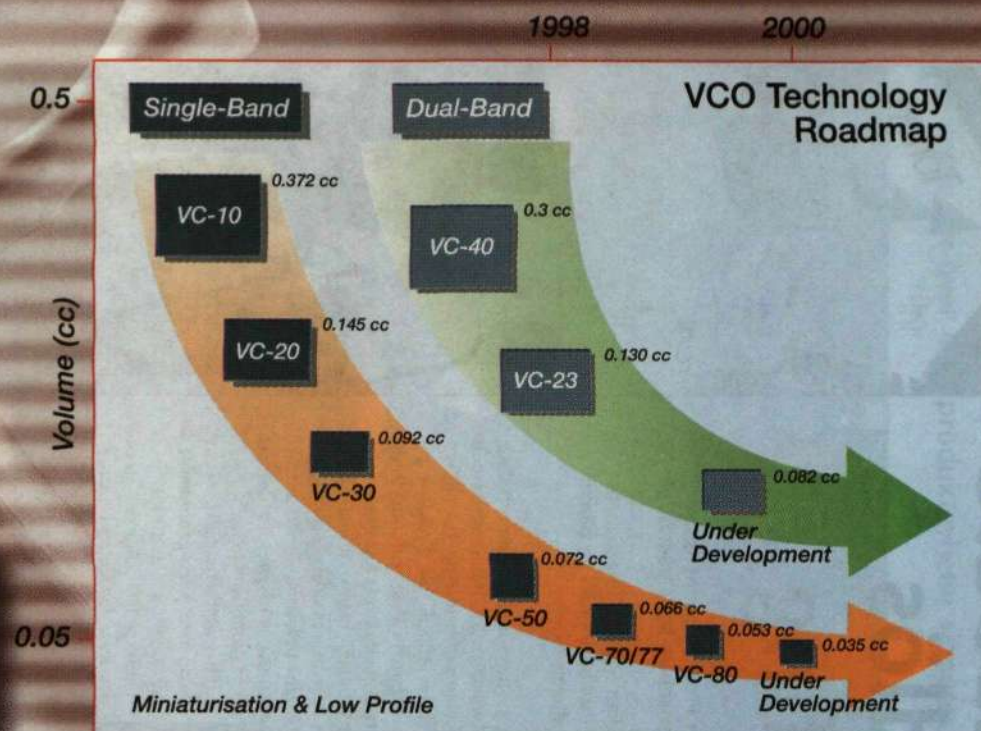 1998
2000
0.5
Single-Band
Dual-Band
VCO Technology
Roadmap
0.372 cc
VC-10
0.3 cc
VC-40
0.145 cc
VC-20
0.130 cc
VC-23
Volume (cc)
0.092 cc
VC-30
0.082 cc
Under
Development
0.072 cc
VC-50
0.066 cc
VC-70/77
0.053 cc
VC-80
0.035 cc
Under
Development
0.05
Miniaturisation & Low Profile